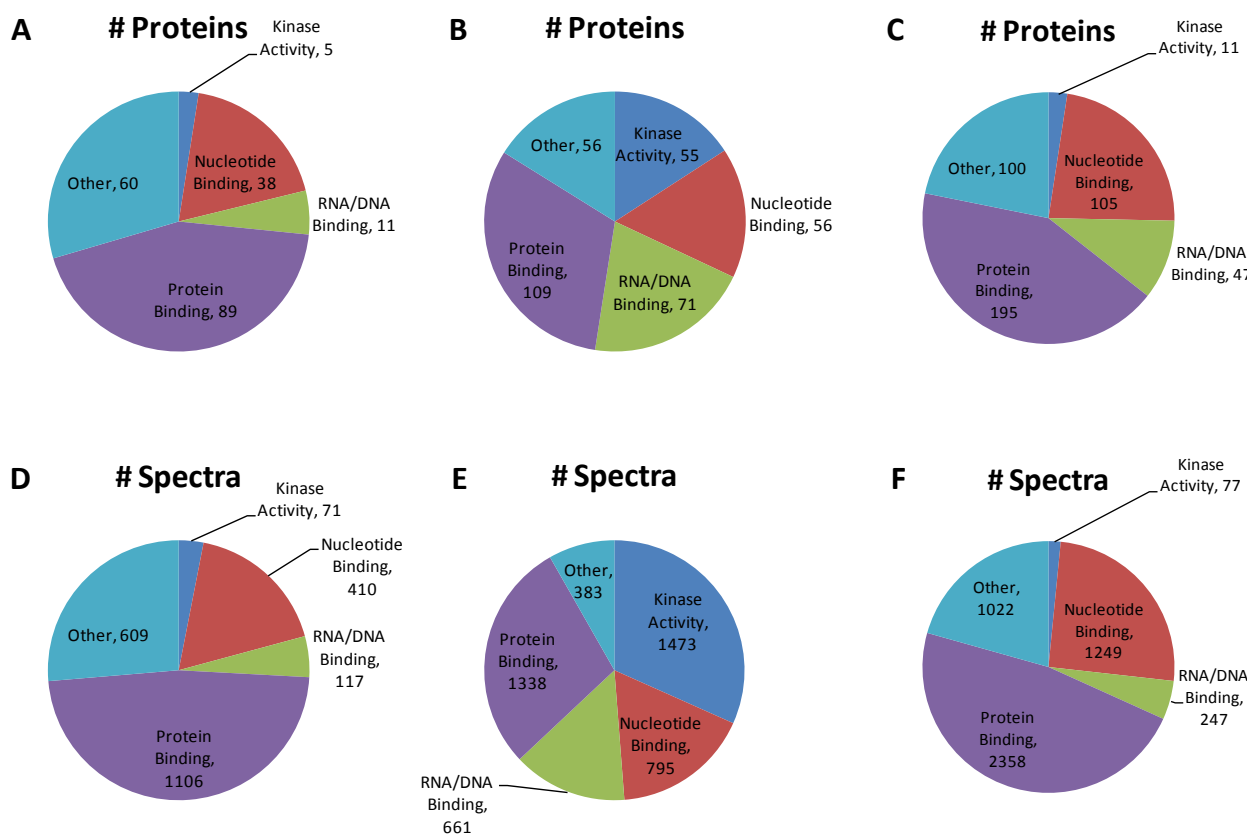 A
# Proteins
Kinase
Activity, 5
Nucleotide
Binding, 38
RNA/DNA
Binding, 11
Protein
Binding, 89
Other, 60
B
# Proteins
Kinase
Activity, 55
Nucleotide
Binding, 56
RNA/DNA
Binding, 71
Protein
Binding,
109
Other, 56
C
# Proteins
Kinase
Activity, 11
Nucleotide
Binding,
105
RNA/DNA
Binding, 47
Protein
Binding,
195
Other, 100
D
# Spectra
Kinase
Activity, 71
Nucleotide
Binding,
410
RNA/DNA
Binding,
117
Protein
Binding,
1106
Other, 609
E
# Spectra
Kinase
Activity,
1473
Nucleotide
Binding,
795
RNA/DNA
Binding,
661
Protein
Binding,
1338
Other,
383
F
# Spectra
Kinase
Activity, 77
Nucleotide
Binding,
1249
RNA/DNA
Binding,
247
Protein
Binding,
2358
Other,
1022